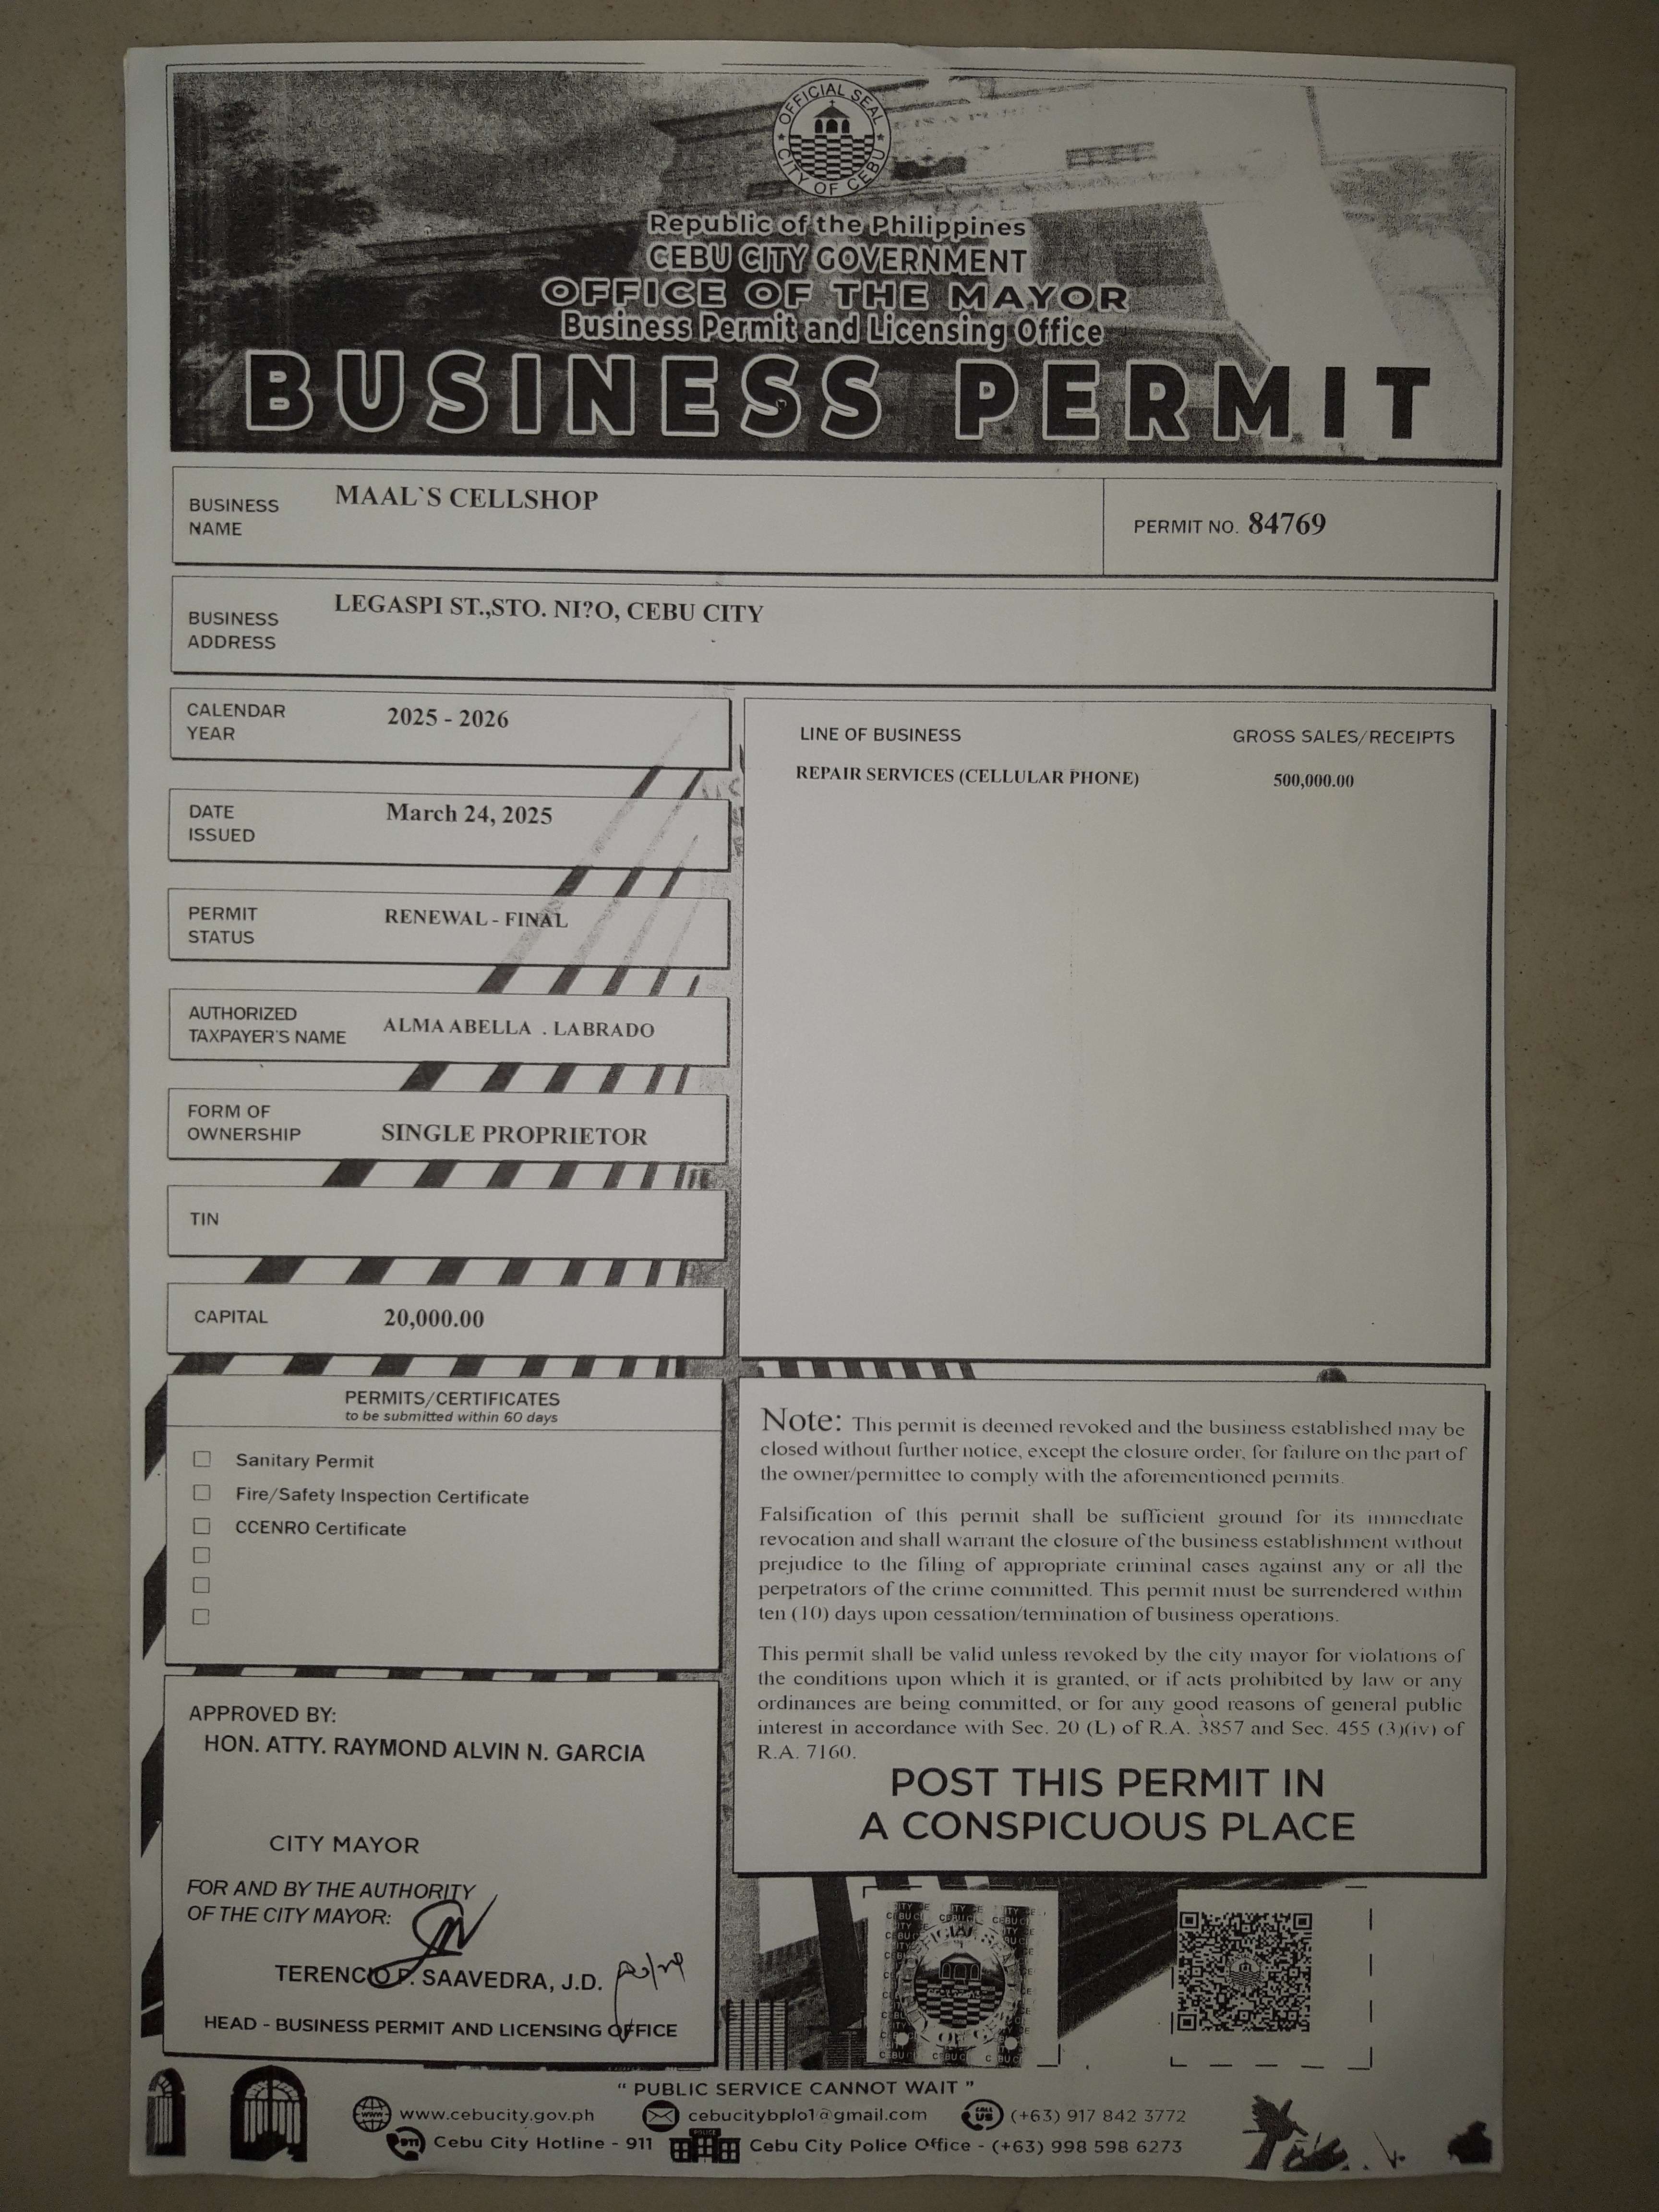 OFFICIAL SEAL
CITY OF CEBU
Republic of the Philippines
CEBU CITY GOVERNMENT
OFFICE OF THE MAYOR
Business Permit and Licensing Office
BUSINESS PERMIT
BUSINESS NAME
MAAL`S CELLSHOP
PERMIT NO. 84769
BUSINESS ADDRESS
LEGASPI ST.,STO. NI?O, CEBU CITY
CALENDAR YEAR
2025 - 2026
DATE ISSUED
March 24, 2025
PERMIT STATUS
RENEWAL - FINAL
AUTHORIZED TAXPAYER'S NAME
ALMA ABELLA . LABRADO
FORM OF OWNERSHIP
SINGLE PROPRIETOR
TIN
CAPITAL
20,000.00
LINE OF BUSINESS
GROSS SALES/RECEIPTS
REPAIR SERVICES (CELLULAR PHONE)
500,000.00
PERMITS/CERTIFICATES
to be submitted within 60 days
Sanitary Permit
Fire/Safety Inspection Certificate
CCENRO Certificate
Note: This permit is deemed revoked and the business established may be
closed without further notice, except the closure order, for failure on the part of
the owner/permittee to comply with the aforementioned permits.
Falsification of this permit shall be sufficient ground for its immediate
revocation and shall warrant the closure of the business establishment without
prejudice to the filing of appropriate criminal cases against any or all the
perpetrators of the crime committed. This permit must be surrendered within
ten (10) days upon cessation/termination of business operations.
This permit shall be valid unless revoked by the city mayor for violations of
the conditions upon which it is granted, or if acts prohibited by law or any
ordinances are being committed, or for any good reasons of general public
interest in accordance with Sec. 20 (L) of R.A. 3857 and Sec. 455 (3)(iv) of
R.A. 7160.
POST THIS PERMIT IN
A CONSPICUOUS PLACE
APPROVED BY:
HON. ATTY. RAYMOND ALVIN N. GARCIA
CITY MAYOR
FOR AND BY THE AUTHORITY
OF THE CITY MAYOR:
TERENCIO P. SAAVEDRA, J.D.
HEAD - BUSINESS PERMIT AND LICENSING OFFICE
“ PUBLIC SERVICE CANNOT WAIT ”
www.cebucity.gov.ph
cebucitybplo1@gmail.com
CALL US
(+63) 917 842 3772
911
Cebu City Hotline - 911
POLICE
Cebu City Police Office - (+63) 998 598 6273